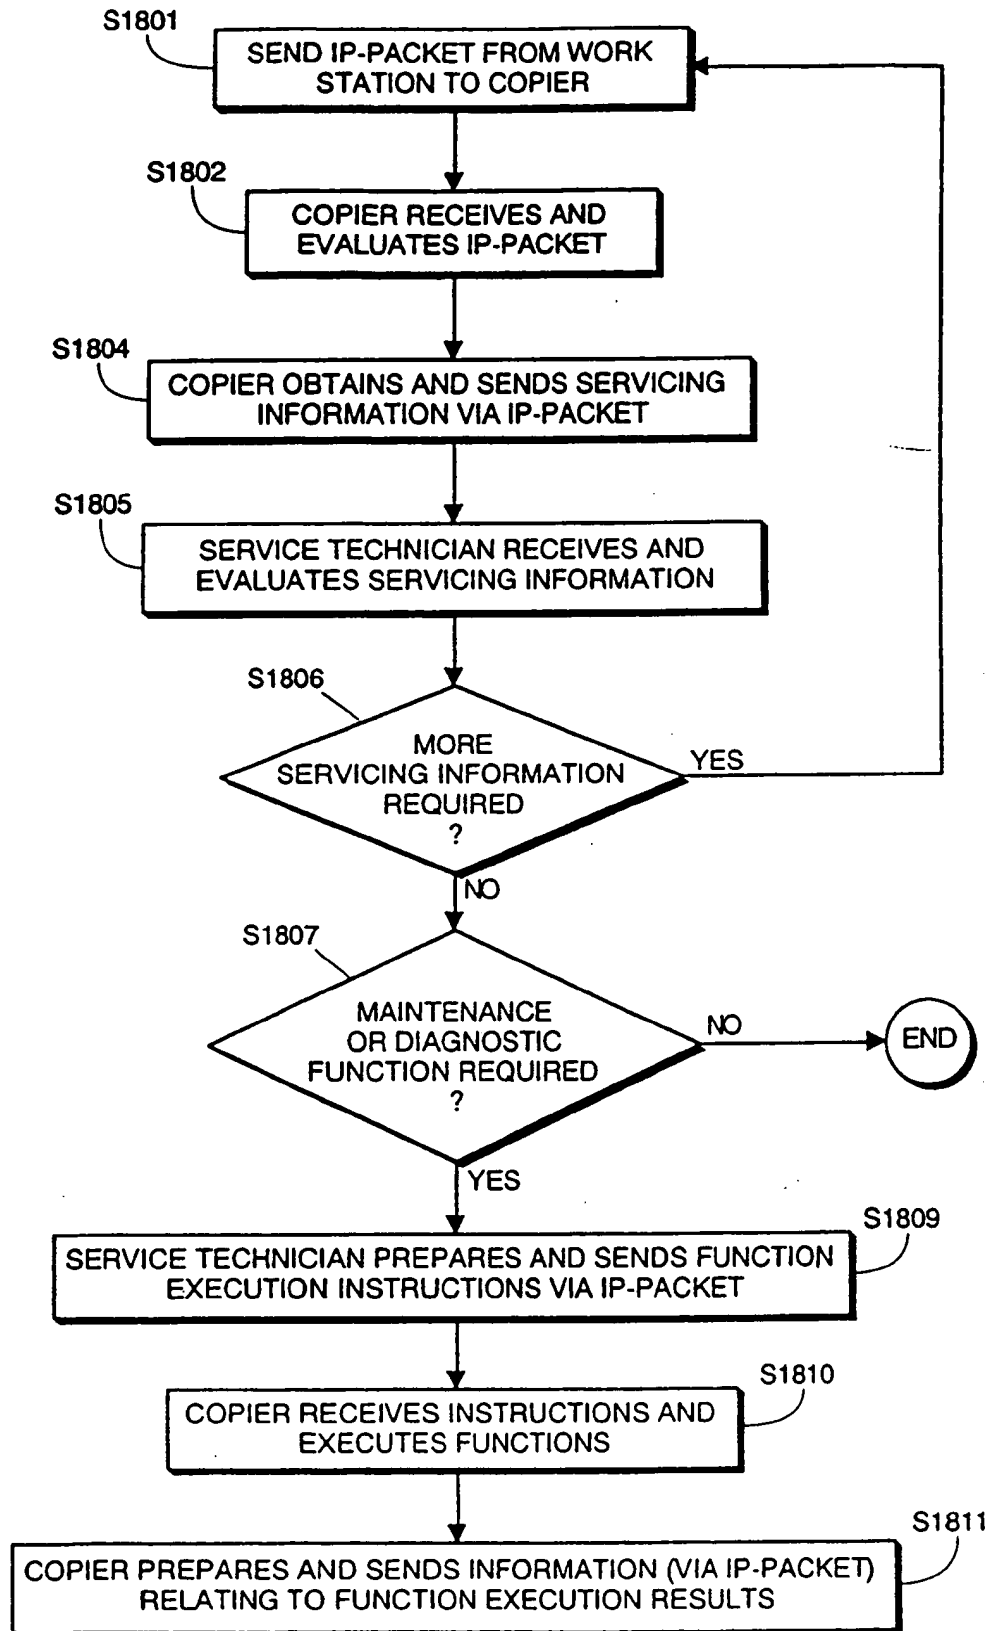 S1801
SEND IP-PACKET FROM WORK
STATION TO COPIER
S1802
COPIER RECEIVES AND
EVALUATES IP-PACKET
S1804
COPIER OBTAINS AND SENDS SERVICING
INFORMATION VIA IP-PACKET
S1805
SERVICE TECHNICIAN RECEIVES AND
EVALUATES SERVICING INFORMATION
S1806
MORE
SERVICING INFORMATION
REQUIRED
?
YES
NO
S1807
MAINTENANCE
OR DIAGNOSTIC
FUNCTION REQUIRED
?
NO
END
YES
S1809
SERVICE TECHNICIAN PREPARES AND SENDS FUNCTION
EXECUTION INSTRUCTIONS VIA IP-PACKET
S1810
COPIER RECEIVES INSTRUCTIONS AND
EXECUTES FUNCTIONS
S1811
COPIER PREPARES AND SENDS INFORMATION (VIA IP-PACKET)
RELATING TO FUNCTION EXECUTION RESULTS